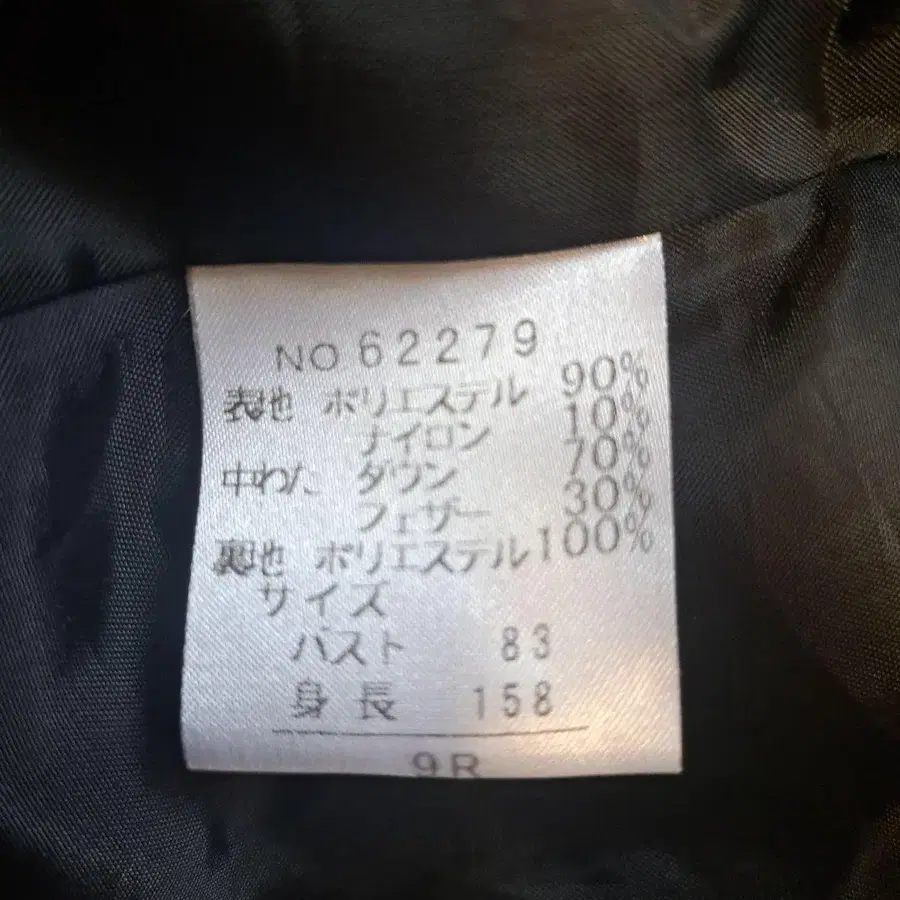 NO 62279
表地 ポリエステル 90%
ナイロン 10%
中わた ダウン 70%
フェザー 30%
裏地 ポリエステル 100%
サイズ
バスト 83
身長 158
9R